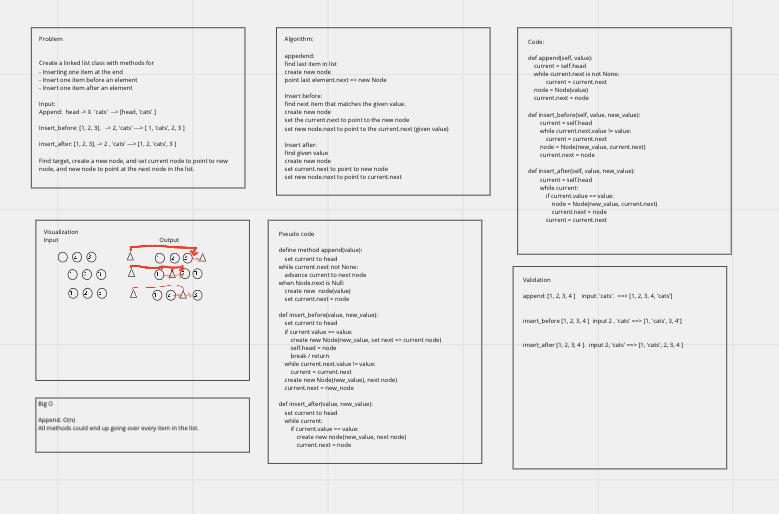 Problem
Create a linked list class with methods for
- Inserting one item at the end
- Insert one item before an element
- Insert one item after an element
Input:
Append: head -> X 'cats' —> [head, 'cats' ]
Insert_before: [1, 2, 3]. -> 2, 'cats' —> [ 1, 'cats', 2, 3 ]
insert_after: [1, 2, 3]. -> 2 , 'cats' —> [1, 2, 'cats', 3 ]
Find target, create a new node, and set current node to point to new
node, and new node to point at the next node in the list.
Algorithm:
appedend:
find last item in list
create new node
point last element.next => new Node
Insert before:
find next item that matches the given value.
create new node
set the current to point to the new node
set new node.next to point to the current.next (given value)
Insert after:
find given value
create new node
set current.next to point to new node
set new node.next to point to current.next
Code:
def append(self, value):
current = self.head
while current.next is not None:
current = current.next
node = Node(value)
current.next = node
def insert_before(self, value, new_value):
current = self.head
while current.next.value != value:
current = current.next
node = Node(new_value, current.next)
current.next = node
def insert_after(self, value, new_value):
current = self.head
while current:
if current.value == value:
node = Node(new_value, current.next)
current.next = node
current = current.next
Visualization
Input
Output
1 2 3
1 2 3
Pseudo code
define method append(value):
set current to head
while current.next not None:
advance current to next node
when Node.next is Null:
create new node(value)
set current.next = node
def insert_before(value, new_value):
set current to head
if current value == value:
create new Node(new_value, set next => current node)
self.head = node
break / return
while current.next.value != value:
current = current.next
create new Node(new_value), next node)
current.next = new_node
def insert_after(value, new_value):
set current to head
while current:
if current.value == value:
create new node(new_value, next node)
current.next = node
Validation
append: [1, 2, 3, 4 ] input: 'cats'. ==> [1, 2, 3, 4, 'cats']
insert_before [1, 2, 3, 4 ] input 2 , 'cats' ==> [1, 'cats', 3, 4']
insert_after [1, 2, 3, 4 ]. input 2, 'cats' ==> [1, 'cats', 2, 3, 4 ]
Big O
Append: O(n)
All methods could end up going over every item in the list.